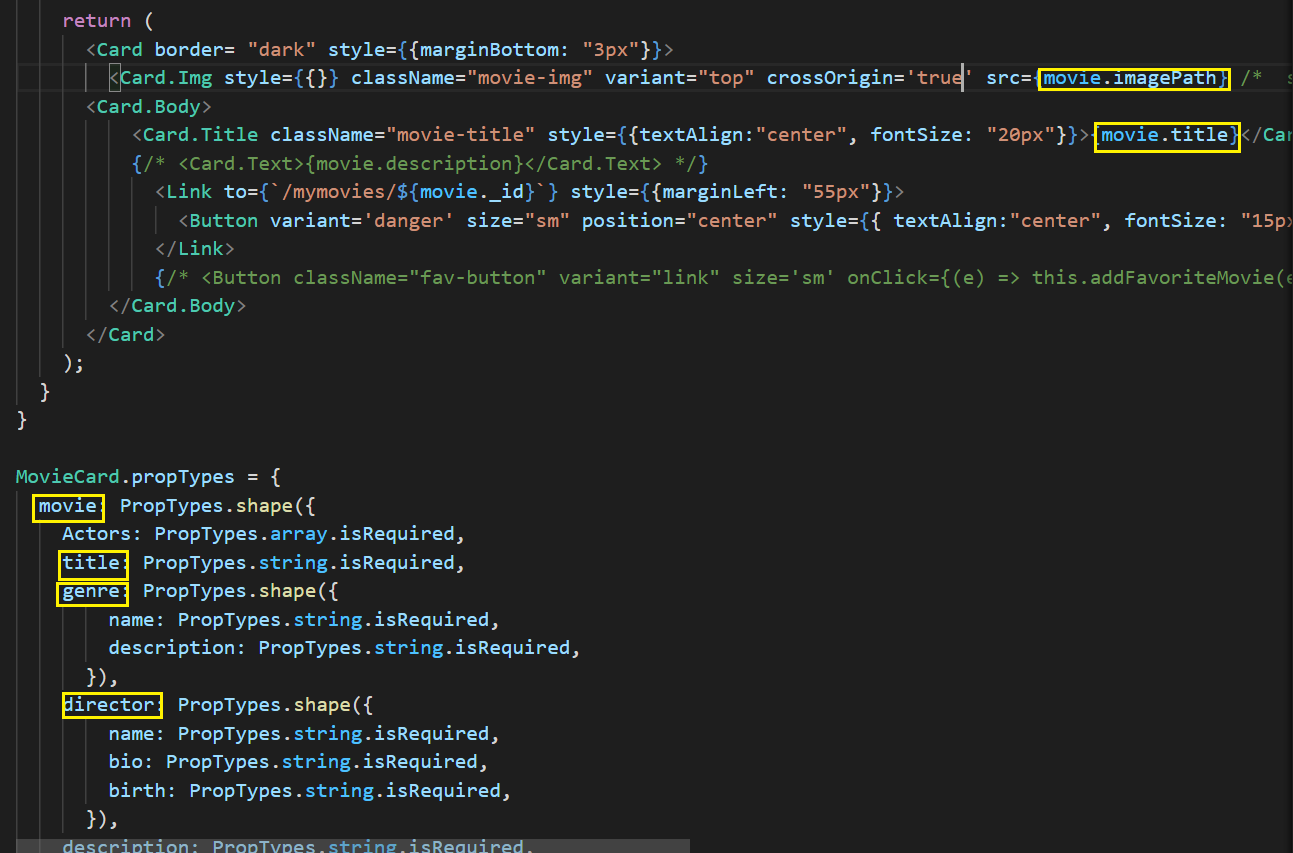 return (
<Card border= "dark" style={{marginBottom: "3px"}}>
<Card.Img style={{}} className="movie-img" variant="top" crossOrigin='true' src={movie.imagePath} /* s
<Card.Body>
<Card.Title className="movie-title" style={{textAlign:"center", fontSize: "20px"}}>{movie.title}</Car
{/* <Card.Text>{movie.description}</Card.Text> */}
<Link to={`/mymovies/${movie._id}`} style={{marginLeft: "55px"}}>
<Button variant='danger' size="sm" position="center" style={{ textAlign:"center", fontSize: "15px
</Link>
{/* <Button className="fav-button" variant="link" size='sm' onClick={(e) => this.addFavoriteMovie(e
</Card.Body>
</Card>
);
}
}
MovieCard.propTypes = {
movie: PropTypes.shape({
Actors: PropTypes.array.isRequired,
title: PropTypes.string.isRequired,
genre: PropTypes.shape({
name: PropTypes.string.isRequired,
description: PropTypes.string.isRequired,
}),
director: PropTypes.shape({
name: PropTypes.string.isRequired,
bio: PropTypes.string.isRequired,
birth: PropTypes.string.isRequired,
}),
description: PropTypes.string.isRequired,